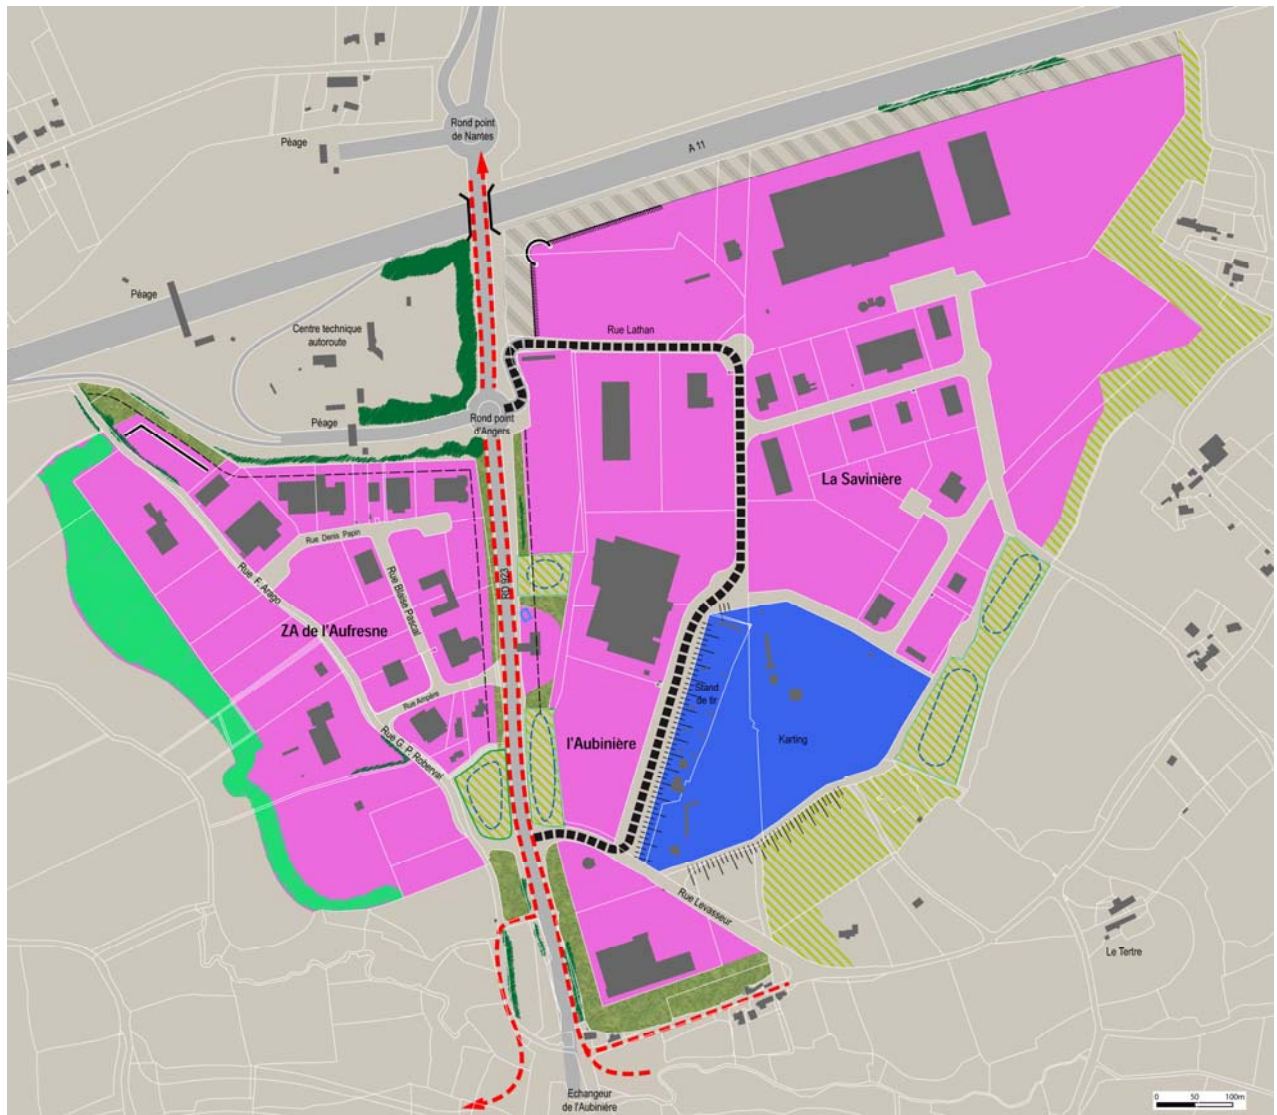 Rond point
de Nantes
Péage
A 11
Péage
Centre technique
autoroute
Rue Lathan
Péage
Rond point
d'Angers
La Savinière
Rue Denis Papin
Rue F. Arago
Rue Blaise Pascal
RD 923
ZA de l'Aufresne
Stand
de tir
Rue Ampère
Karting
l'Aubinière
Rue G. P. Roberval
Rue Levasseur
Le Tertre
Echangeur
de l'Aubinière
0 50 100m